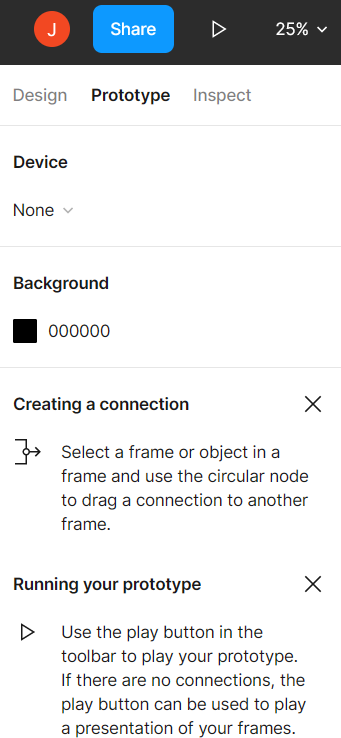 J Share 25%
Design Prototype Inspect
Device
None
Background
000000
Creating a connection
Select a frame or object in a
frame and use the circular node
to drag a connection to another
frame.
Running your prototype
Use the play button in the
toolbar to play your prototype.
If there are no connections, the
play button can be used to play
a presentation of your frames.